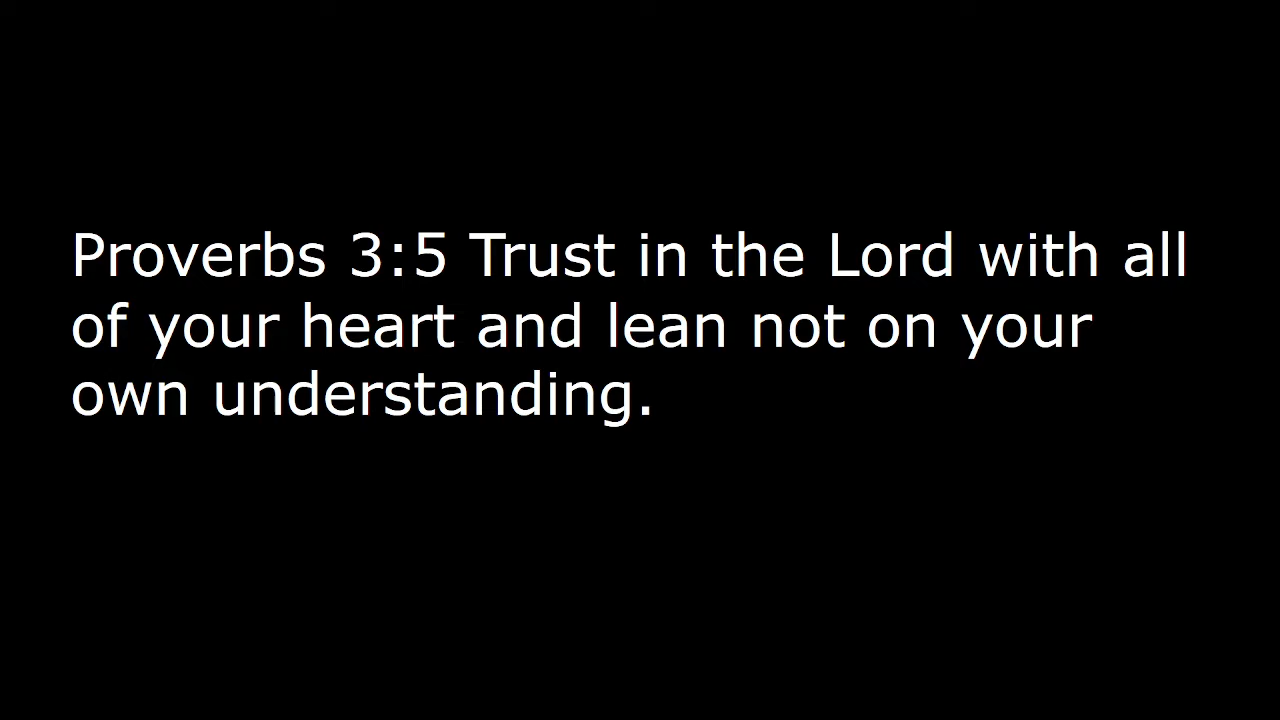 Proverbs 3:5 Trust in the Lord with all
of your heart and lean not on your
own understanding.